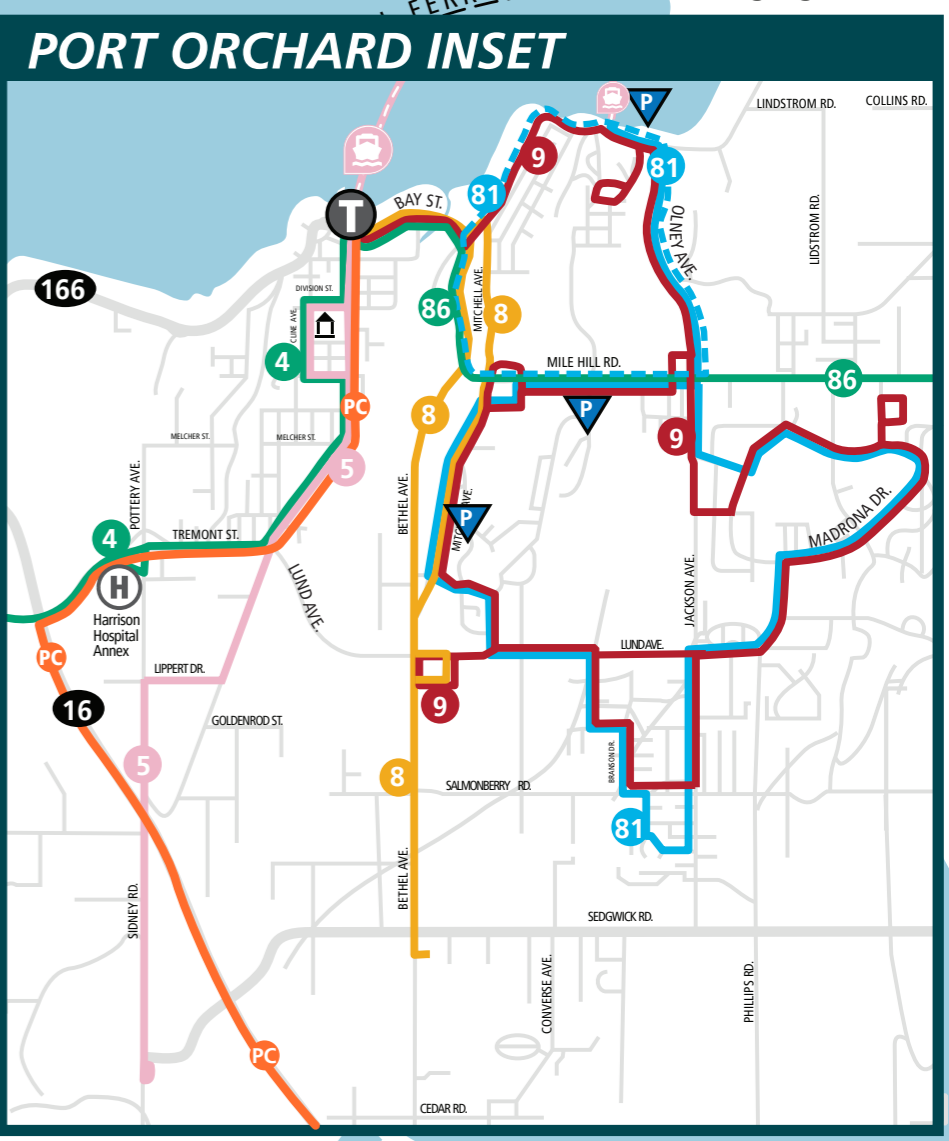 PORT ORCHARD INSET
LINDSTROM RD.
COLLINS RD.
P
9
81
81
BAY ST.
T
OLNEY AVE.
LIDSTROM RD.
166
DIVISION ST.
CLINE AVE.
86
MITCHELL AVE.
8
4
MILE HILL RD.
86
PC
8
P
9
MELCHER ST.
MELCHER ST.
5
POTTERY AVE.
BETHEL AVE.
P
MADRONA DR.
4
TREMONT ST.
H
Harrison
Hospital
Annex
LUND AVE.
JACKSON AVE.
PC
LIPPERT DR.
LUND AVE.
16
9
GOLDENROD ST.
5
8
SALMONBERRY RD.
BRANSON DR.
81
BETHEL AVE.
SIDNEY RD.
SEDGWICK RD.
CONVERSE AVE.
PHILLIPS RD.
PC
CEDAR RD.